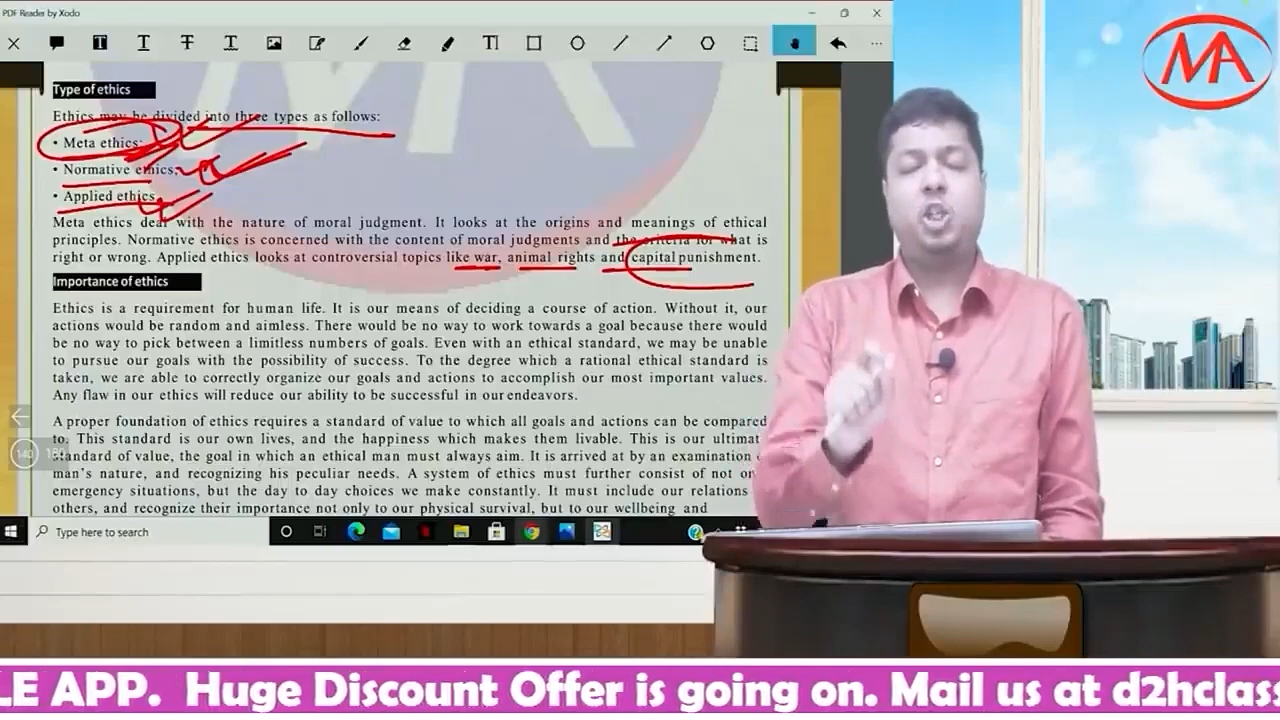 PDF Reader by Xodo
MA
Type of ethics
Ethics may be divided into three types as follows:
• Meta ethics;
• Normative ethics;
• Applied ethics
Meta ethics deal with the nature of moral judgment. It looks at the origins and meanings of ethical
principles. Normative ethics is concerned with the content of moral judgments and the criteria for what is
right or wrong. Applied ethics looks at controversial topics like war, animal rights and capital punishment.
Importance of ethics
Ethics is a requirement for human life. It is our means of deciding a course of action. Without it, our
actions would be random and aimless. There would be no way to work towards a goal because there would
be no way to pick between a limitless numbers of goals. Even with an ethical standard, we may be unable
to pursue our goals with the possibility of success. To the degree which a rational ethical standard is
taken, we are able to correctly organize our goals and actions to accomplish our most important values.
Any flaw in our ethics will reduce our ability to be successful in our endeavors.
A proper foundation of ethics requires a standard of value to which all goals and actions can be compared
to. This standard is our own lives, and the happiness which makes them livable. This is our ultimat
standard of value, the goal in which an ethical man must always aim. It is arrived at by an examination
man's nature, and recognizing his peculiar needs. A system of ethics must further consist of not on
emergency situations, but the day to day choices we make constantly. It must include our relations
others, and recognize their importance not only to our physical survival, but to our wellbeing and
140
Type here to search
LE APP. Huge Discount Offer is going on. Mail us at d2hclass